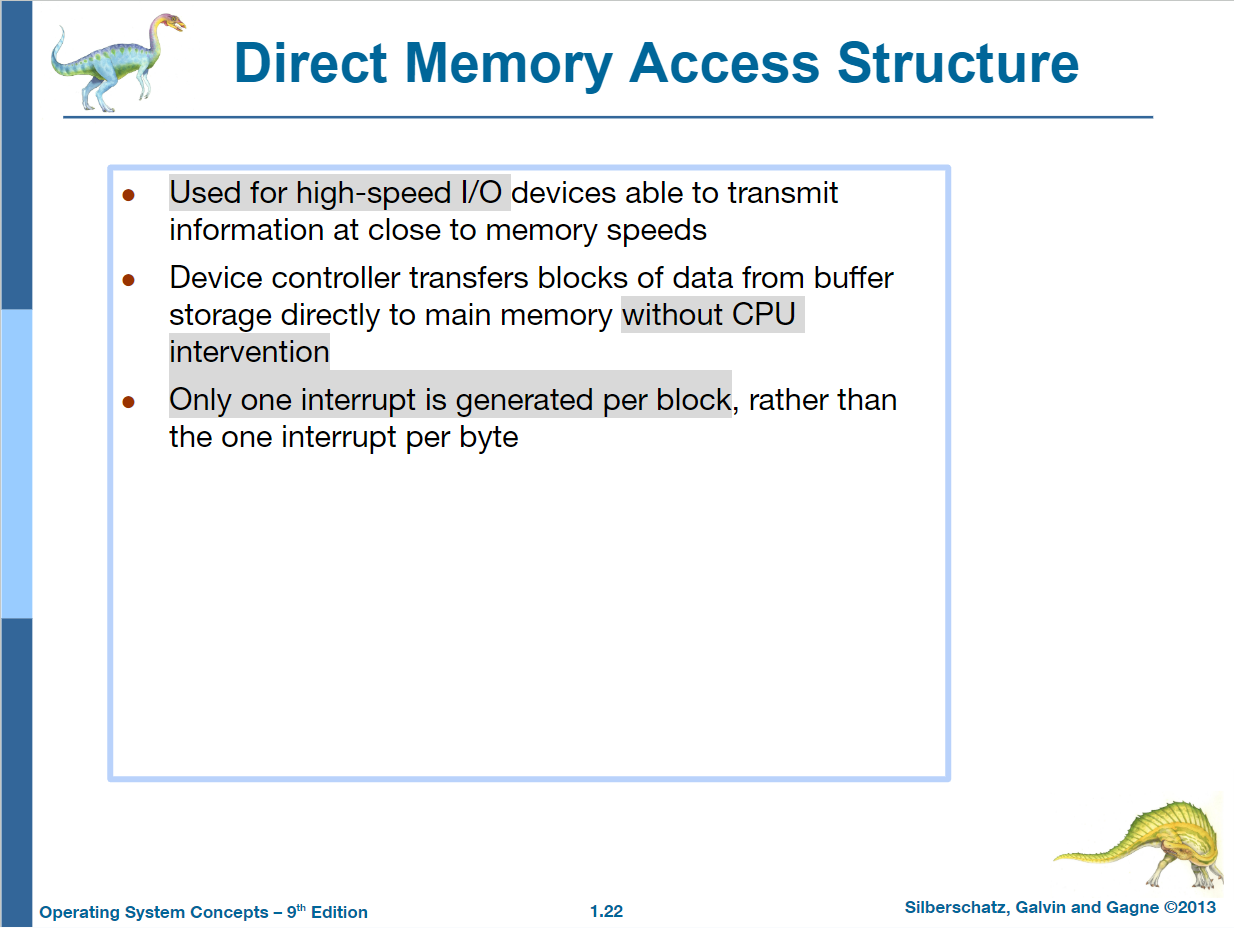 Direct Memory Access Structure
Used for high-speed I/O devices able to transmit
information at close to memory speeds
Device controller transfers blocks of data from buffer
storage directly to main memory without CPU
intervention
Only one interrupt is generated per block, rather than
the one interrupt per byte
Operating System Concepts – 9th Edition
1.22
Silberschatz, Galvin and Gagne ©2013